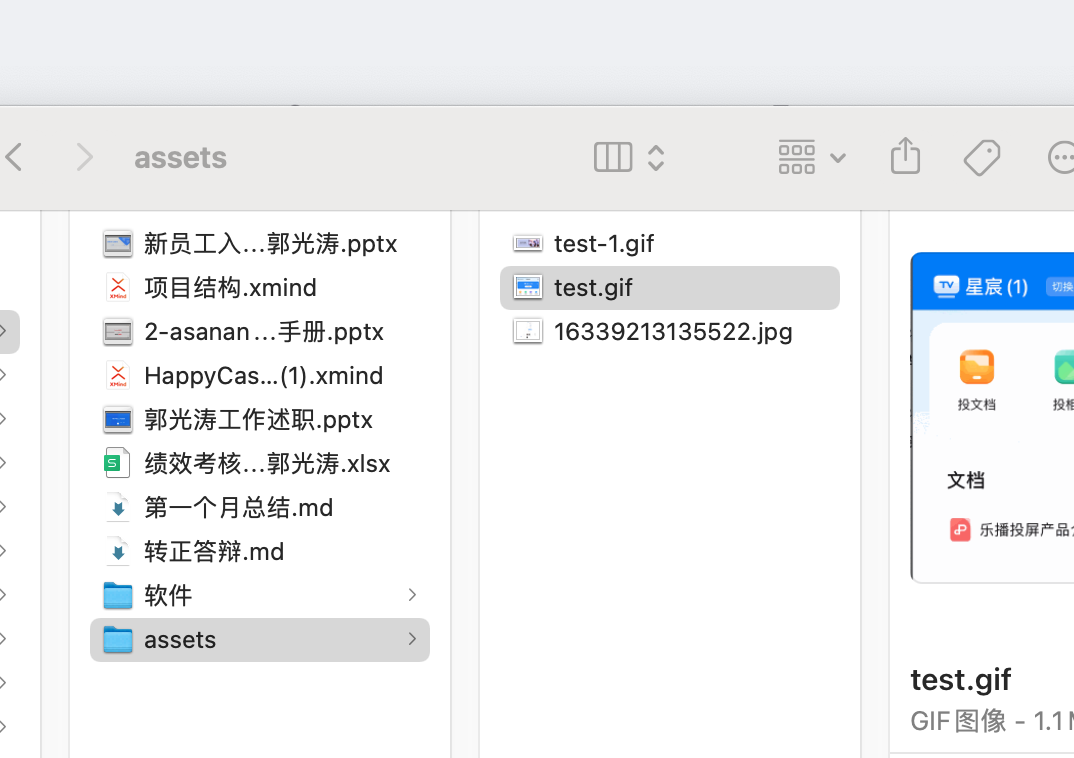 assets
新员工入...郭光涛.pptx
项目结构.xmind
2-asanan...手册.pptx
HappyCas...(1).xmind
郭光涛工作述职.pptx
绩效考核...郭光涛.xlsx
第一个月总结.md
转正答辩.md
软件
assets
test-1.gif
test.gif
16339213135522.jpg
TV 星宸 (1) 切换
投文档
文档
乐播投屏产品
test.gif
GIF图像 - 1.1